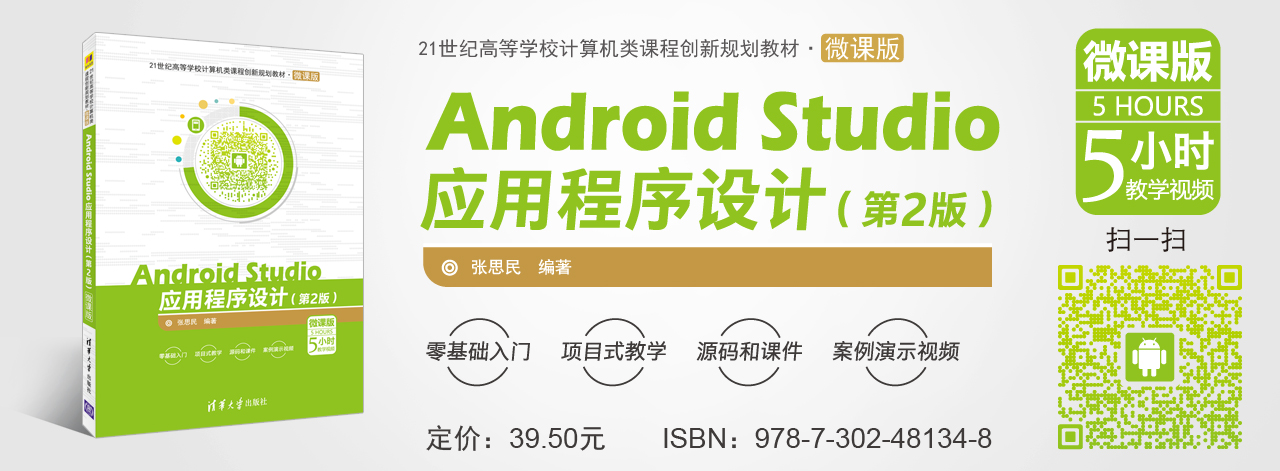 21世纪高等学校计算机类课程创新规划教材·微课版
Android Studio
应用程序设计（第2版）
张思民 编著
零基础入门 项目式教学 源码和课件 案例演示视频
定价：39.50元 ISBN：978-7-302-48134-8
微课版
5 HOURS
5小时
教学视频
扫一扫
21世纪高等学校计算机类课程创新规划教材·微课版
Android Studio
应用程序设计（第2版）
张思民 编著
微课版
5 HOURS
5小时
教学视频
零基础入门 项目式教学 源码和课件 案例演示视频
清华大学出版社
Android Studio 应用程序设计（第2版） 微课版
清华大学出版社